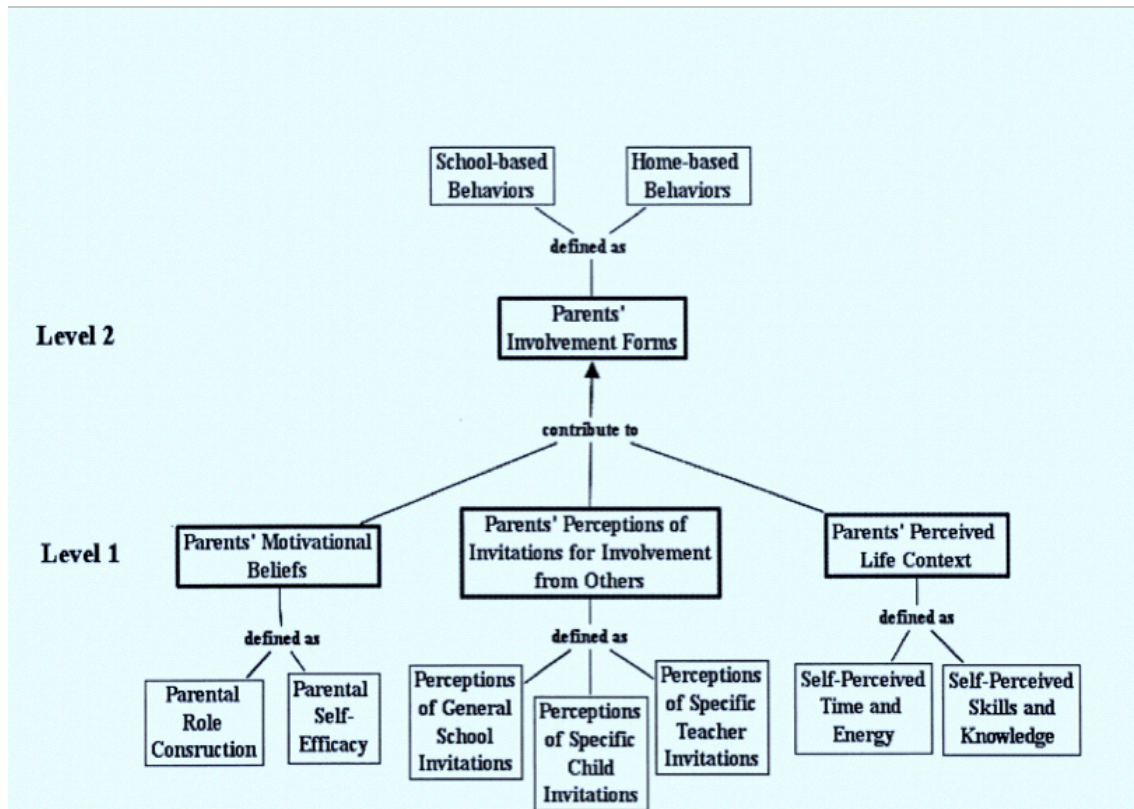 School-based
Behaviors
Home-based
Behaviors
defined as
Level 2
Parents'
Involvement Forms
contribute to
Level 1
Parents' Motivational
Beliefs
Parents' Perceptions of
Invitations for Involvement
from Others
Parents' Perceived
Life Context
defined as
defined as
defined as
Parental
Role
Consruction
Parental
Self-
Efficacy
Perceptions
of General
School
Invitations
Perceptions
of Specific
Child
Invitations
Perceptions
of Specific
Teacher
Invitations
Self-Perceived
Time and
Energy
Self-Perceived
Skills and
Knowledge